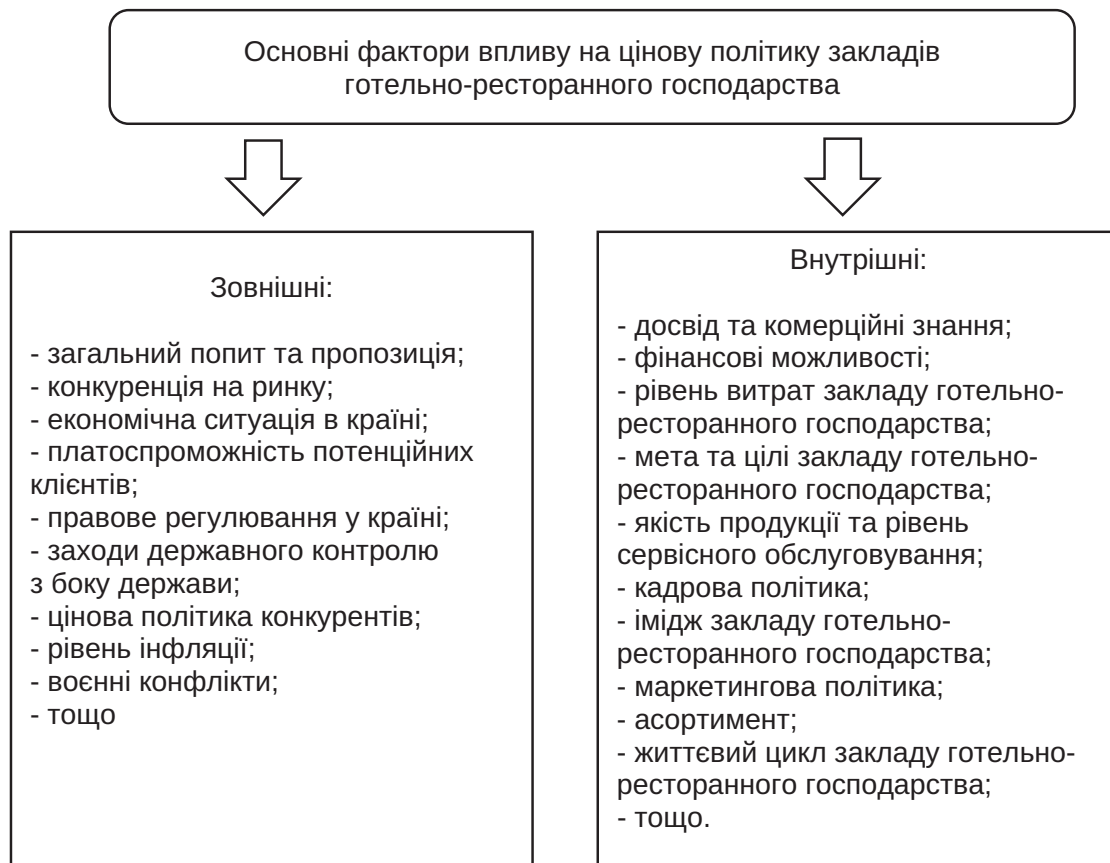 Основні фактори впливу на цінову політику закладів
готельно-ресторанного господарства
Зовнішні:
- загальний попит та пропозиція;
- конкуренція на ринку;
- економічна ситуація в країні;
- платоспроможність потенційних
клієнтів;
- правове регулювання у країні;
- заходи державного контролю
з боку держави;
- цінова політика конкурентів;
- рівень інфляції;
- воєнні конфлікти;
- тощо
Внутрішні:
- досвід та комерційні знання;
- фінансові можливості;
- рівень витрат закладу готельно-
ресторанного господарства;
- мета та цілі закладу готельно-
ресторанного господарства;
- якість продукції та рівень
сервісного обслуговування;
- кадрова політика;
- імідж закладу готельно-
ресторанного господарства;
- маркетингова політика;
- асортимент;
- життєвий цикл закладу готельно-
ресторанного господарства;
- тощо.